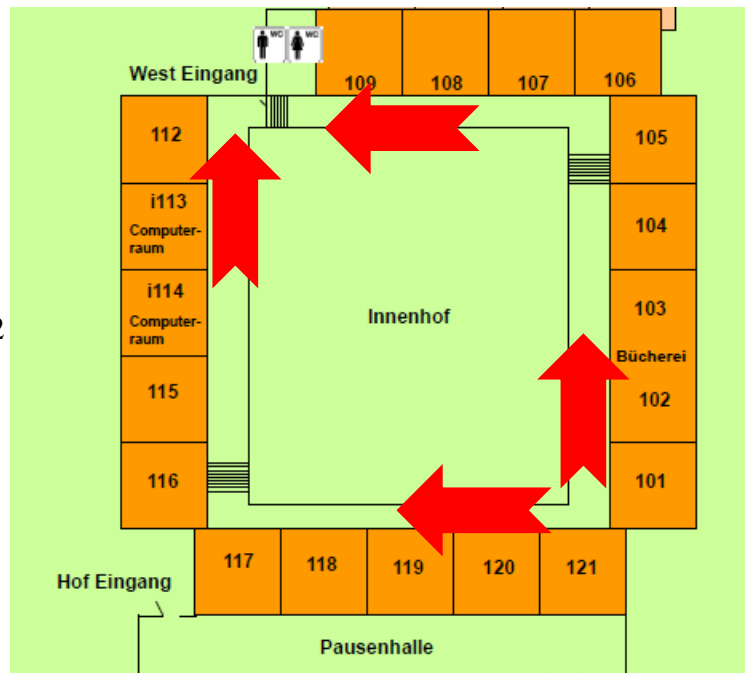 WC WC
109 108 107 106
West Eingang
112
105
i113
Computer-
raum
104
i114
Computer-
raum
Innenhof
103
Bücherei
2
115
102
116
101
117 118 119 120 121
Hof Eingang
Pausenhalle